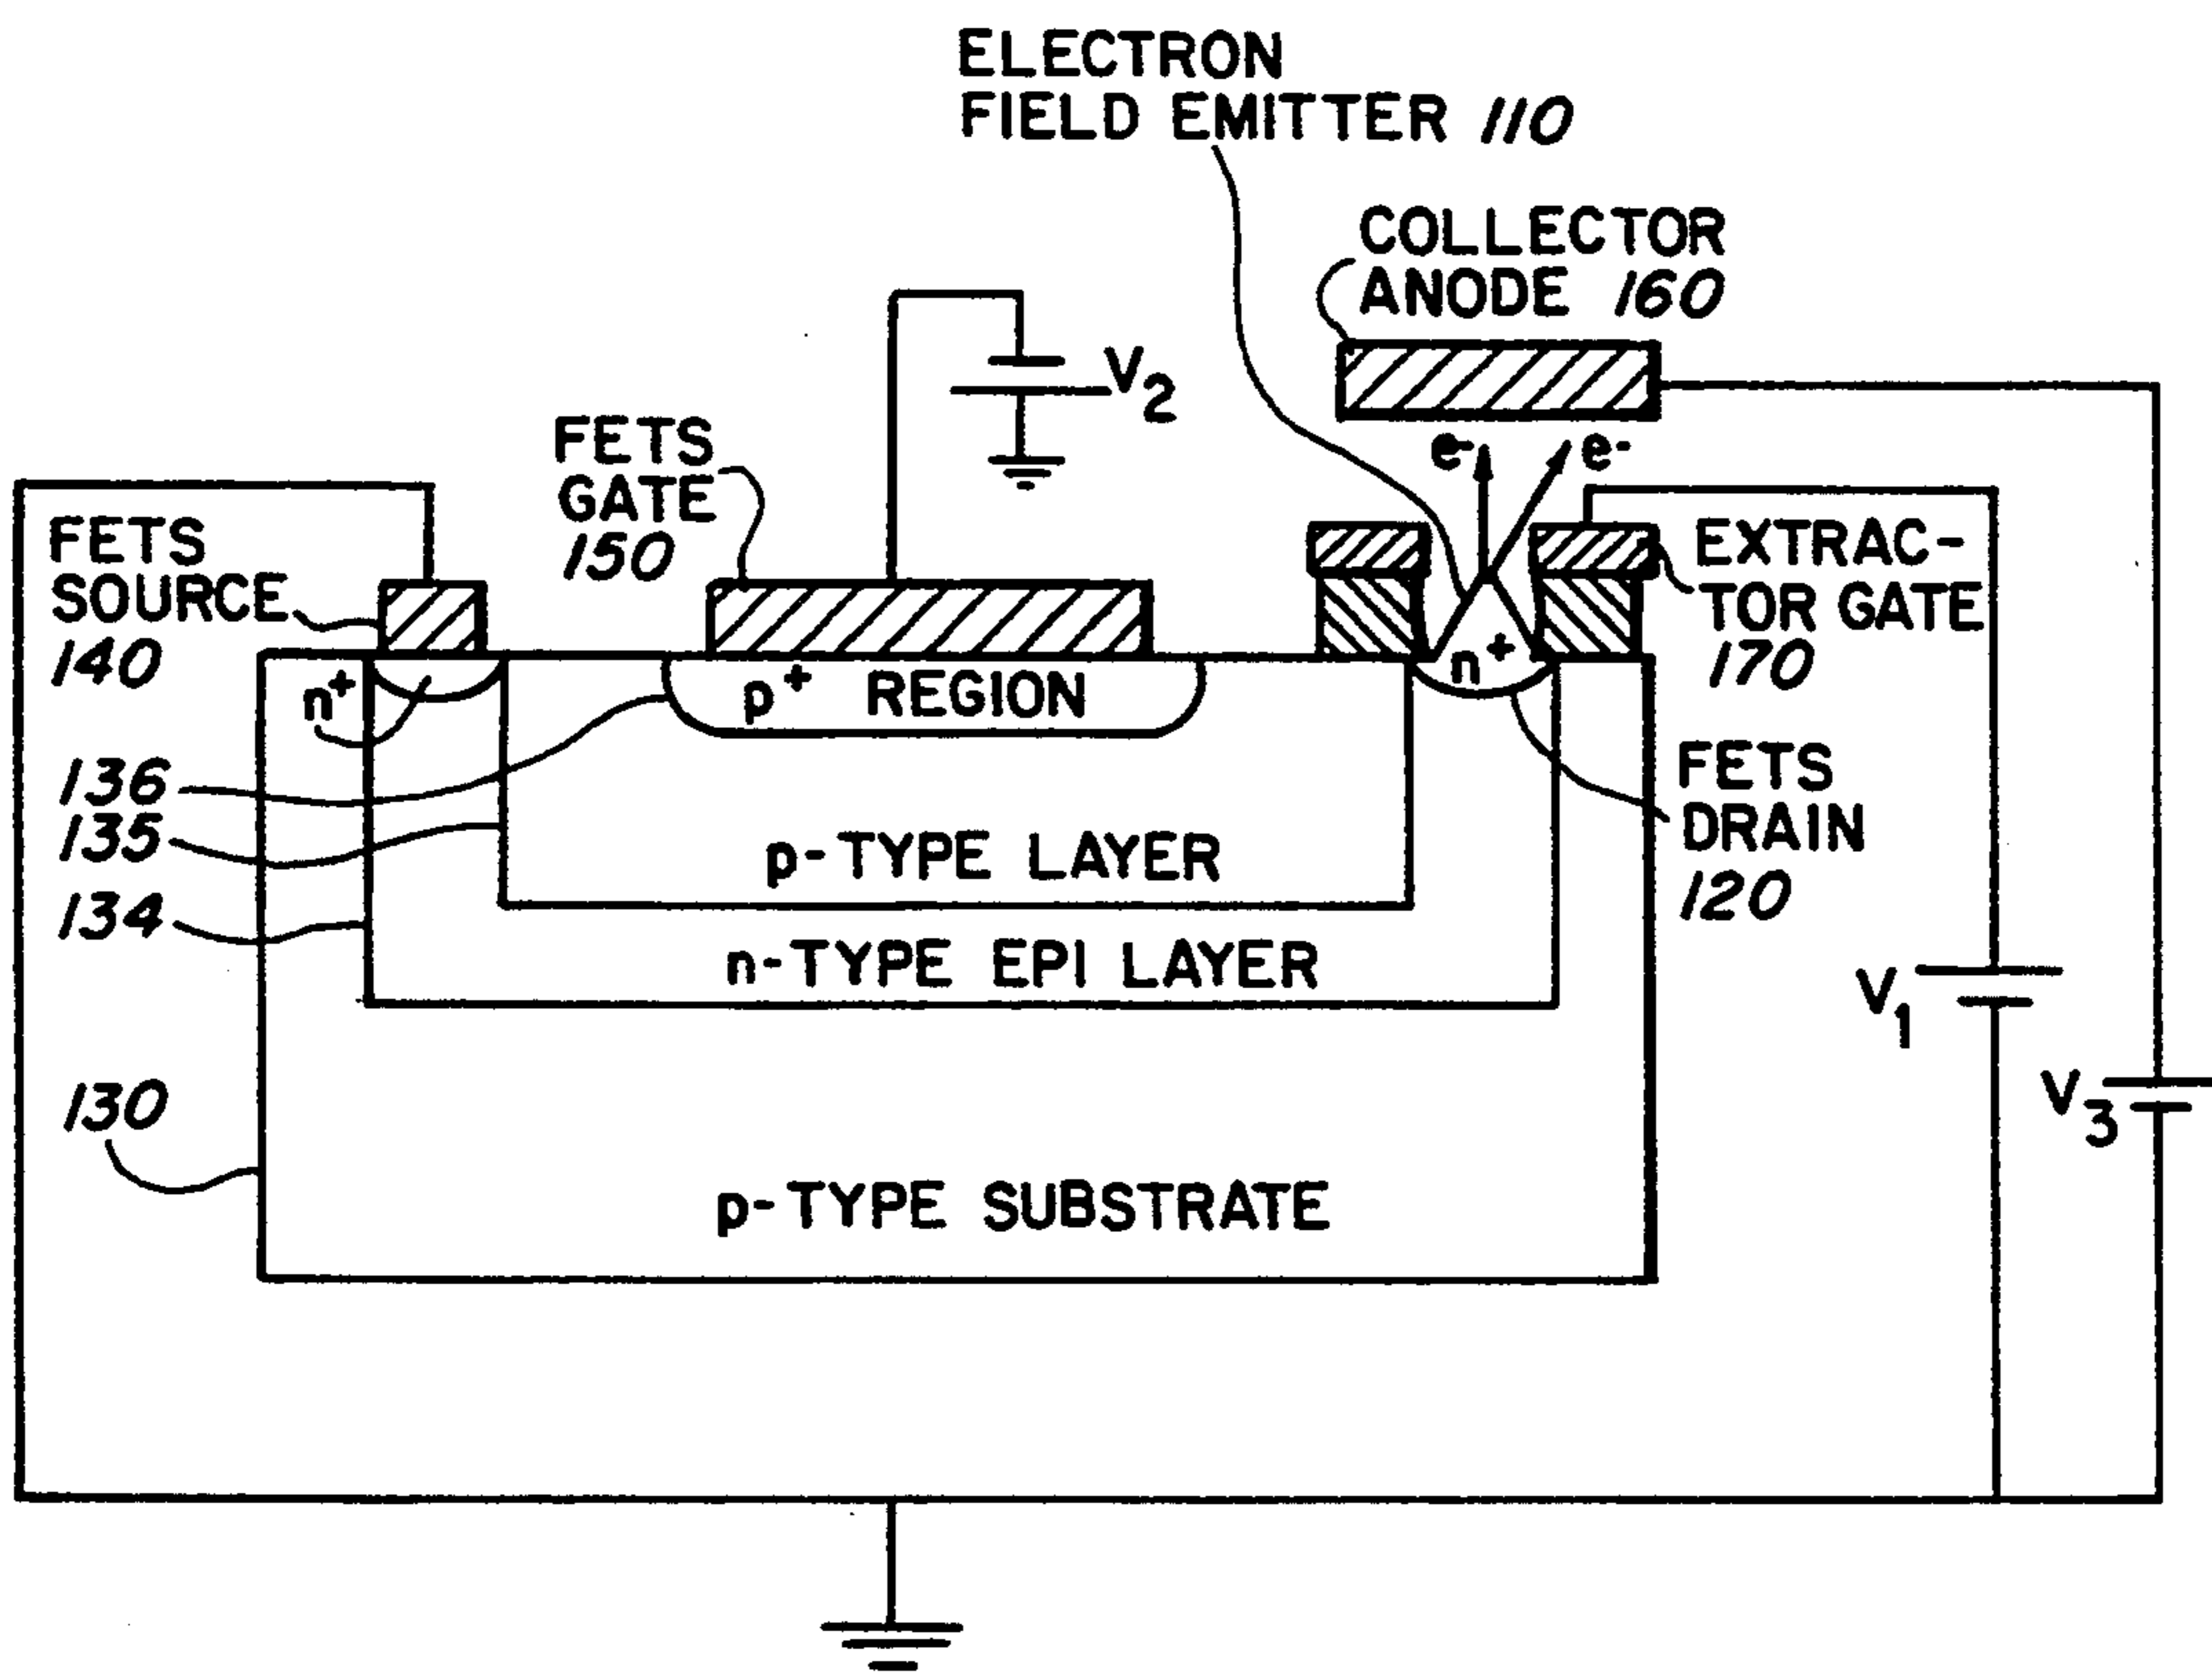 ELECTRON
FIELD EMITTER 110
COLLECTOR
ANODE 160
V2
FETS
GATE
150
e-
e-
FETS
SOURCE
140
EXTRAC-
TOR GATE
170
n+
p+ REGION
n+
136
135
134
FETS
DRAIN
120
p-TYPE LAYER
n-TYPE EPI LAYER
V1
V3
130
p-TYPE SUBSTRATE